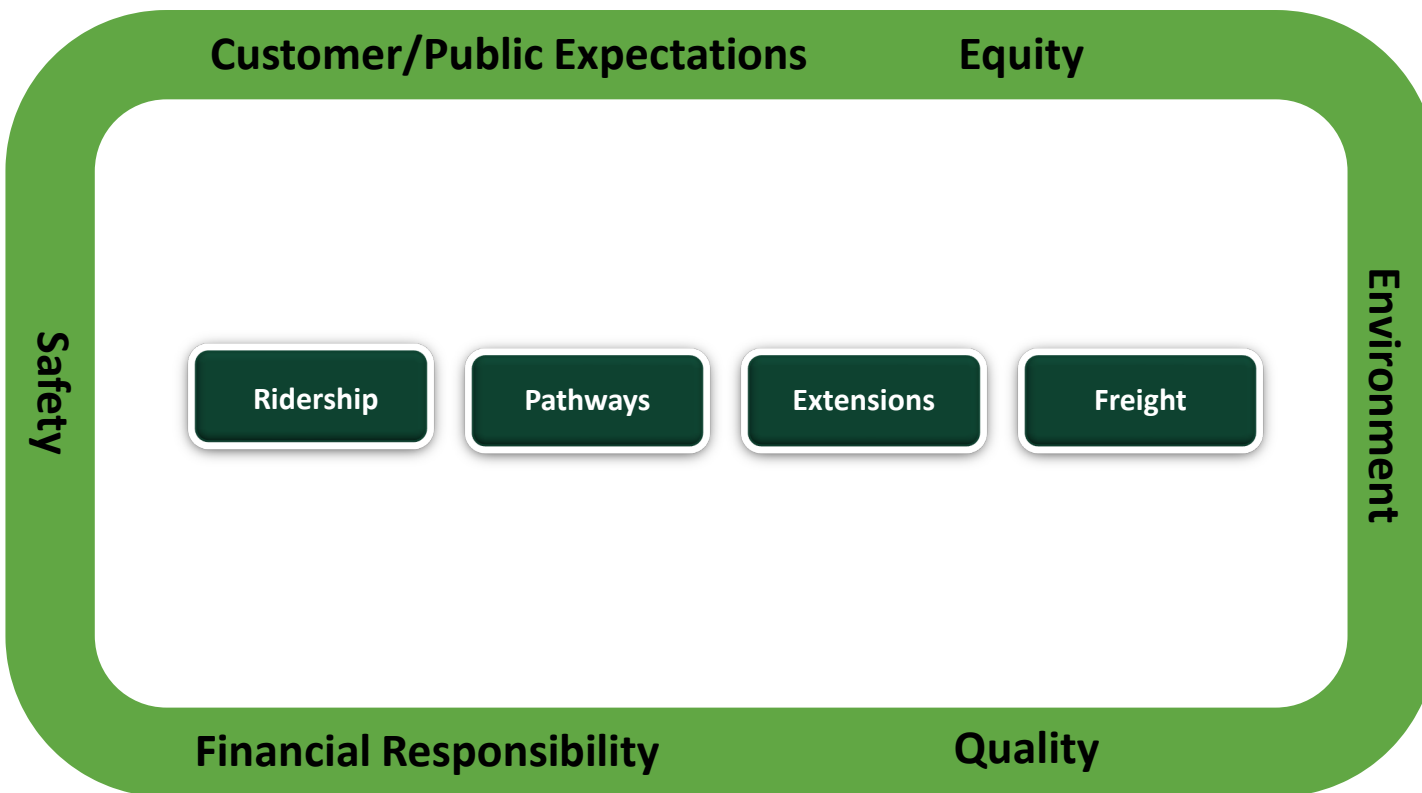 Customer/Public Expectations
Equity
Safety
Environment
Ridership
Pathways
Extensions
Freight
Financial Responsibility
Quality